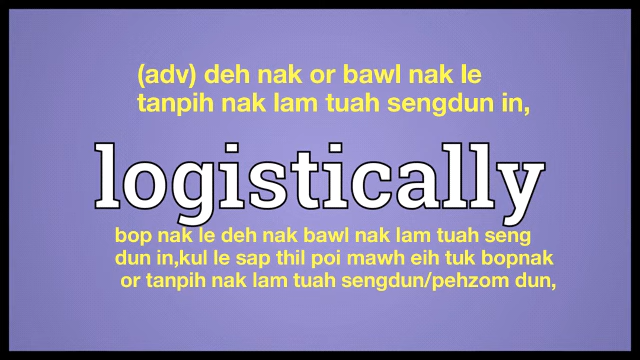 (adv) deh nak or bawl nak le
tanpih nak lam tuah sengdun in,
logistically
bop nak le deh nak bawl nak lam tuah seng
dun in,kul le sap thil poi mawh eih tuk bopnak
or tanpih nak lam tuah sengdun/pehzom dun,